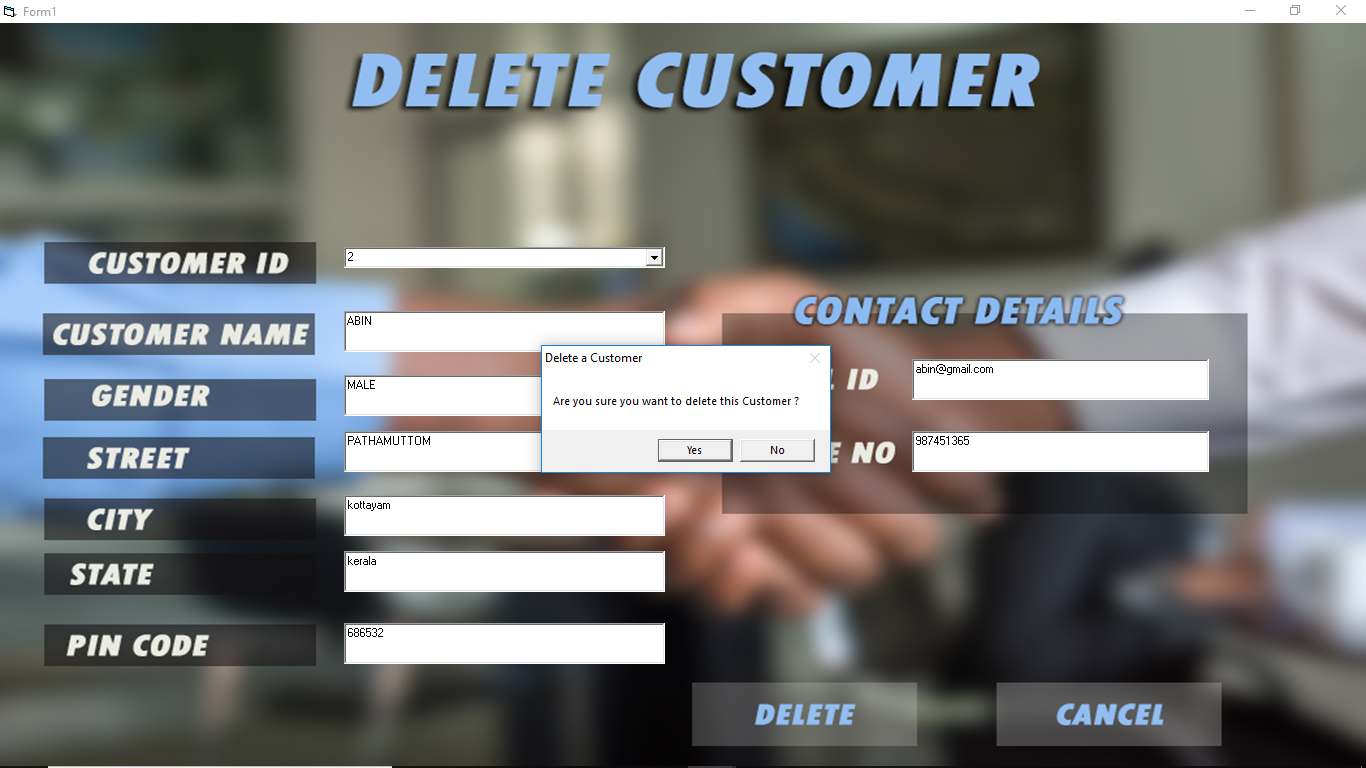 Form1
DELETE CUSTOMER
CUSTOMER ID
2
CUSTOMER NAME
ABIN
GENDER
MALE
STREET
PATHAMUTTOM
CITY
kottayam
STATE
kerala
PIN CODE
686532
CONTACT DETAILS
ID
abin@gmail.com
NO
987451365
Delete a Customer
Are you sure you want to delete this Customer ?
Yes
No
DELETE
CANCEL